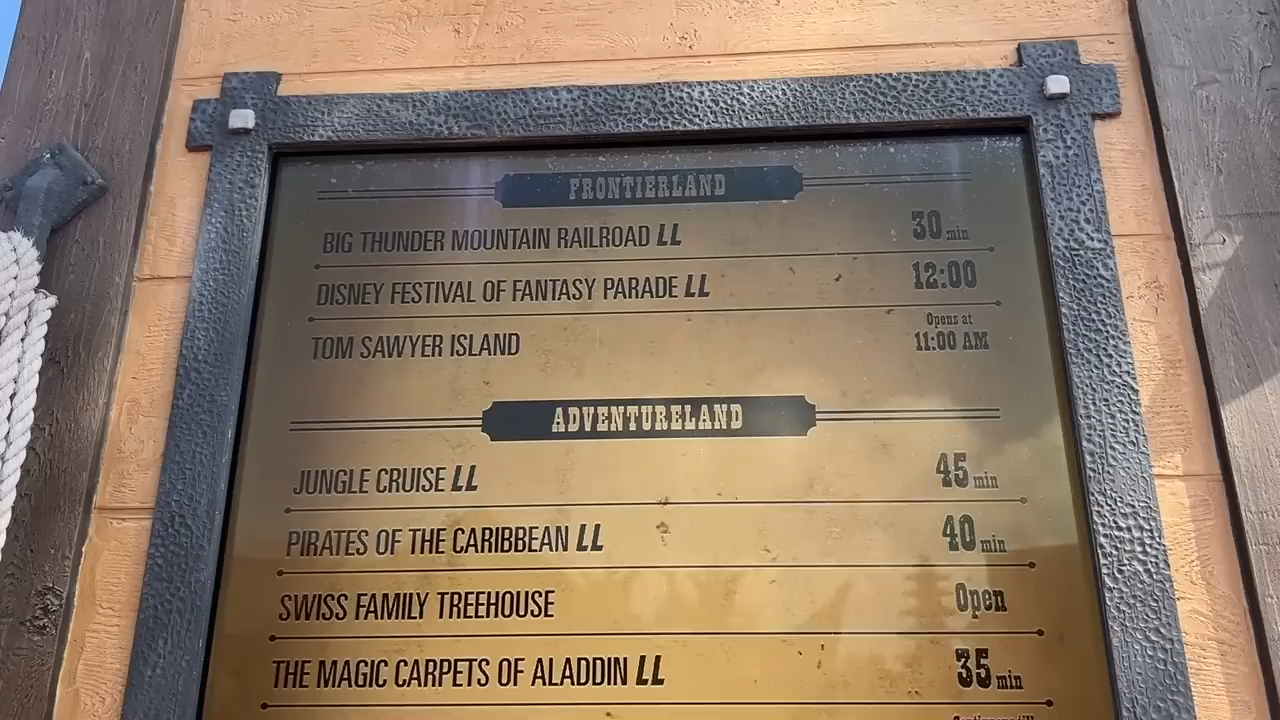 FRONTIERLAND
BIG THUNDER MOUNTAIN RAILROAD LL 30 min
DISNEY FESTIVAL OF FANTASY PARADE LL 12:00
TOM SAWYER ISLAND Opens at 11:00 AM
ADVENTURELAND
JUNGLE CRUISE LL 45 min
PIRATES OF THE CARIBBEAN LL 40 min
SWISS FAMILY TREEHOUSE Open
THE MAGIC CARPETS OF ALADDIN LL 35 min